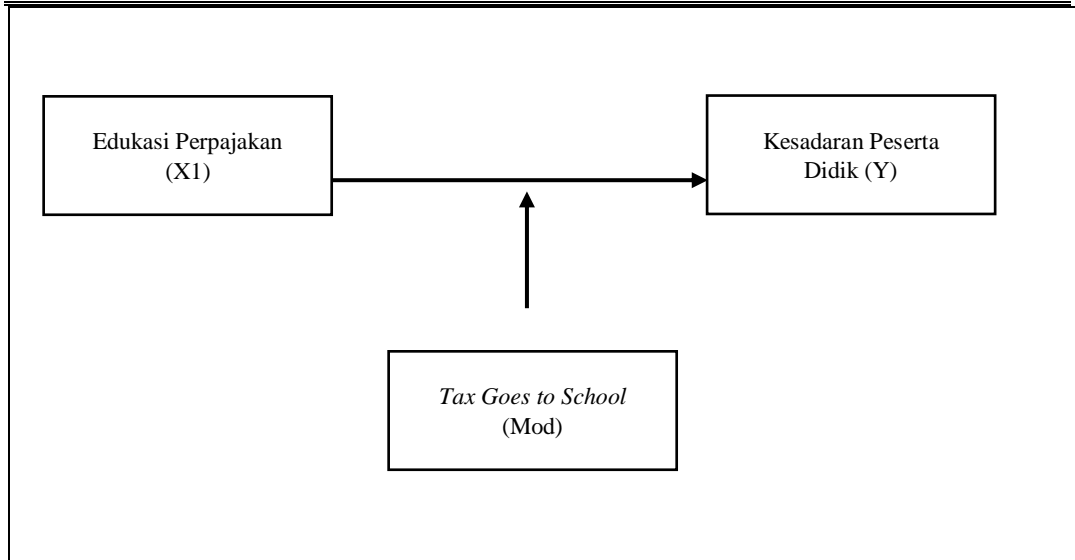 Edukasi Perpajakan
(X1)
Kesadaran Peserta
Didik (Y)
Tax Goes to School
(Mod)